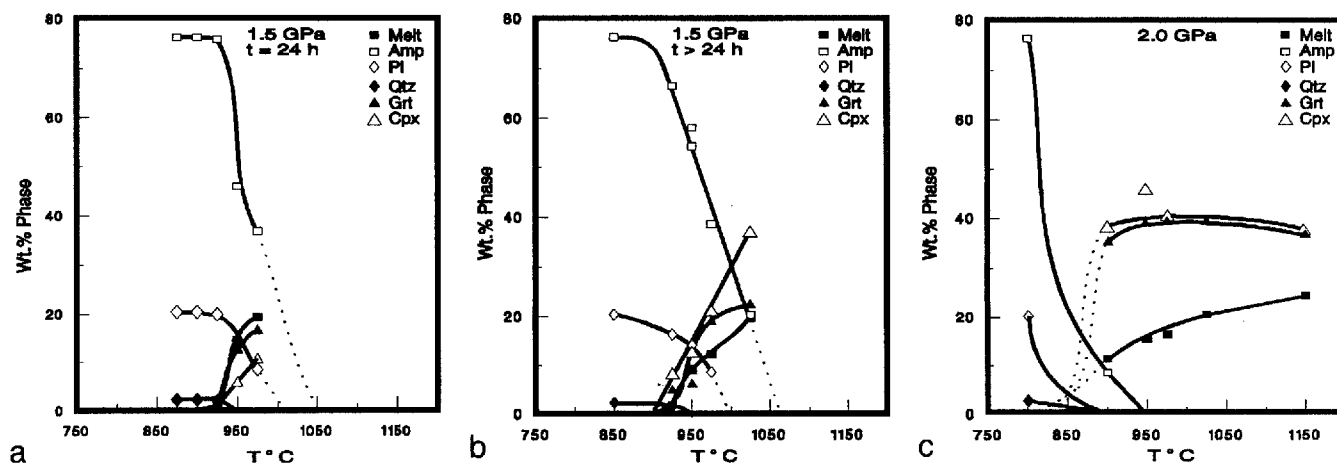 80
60
40
20
0
Wt.% Phase
1.5 GPa
t = 24 h
Melt
Amp
Pl
Qtz
Grt
Cpx
750 850 950 1050 1150
T°C
a
80
60
40
20
0
Wt.% Phase
1.5 GPa
t > 24 h
Melt
Amp
Pl
Qtz
Grt
Cpx
750 850 950 1050 1150
T°C
b
80
60
40
20
0
Wt.% Phase
2.0 GPa
Melt
Amp
Pl
Qtz
Grt
Cpx
750 850 950 1050 1150
T°C
c